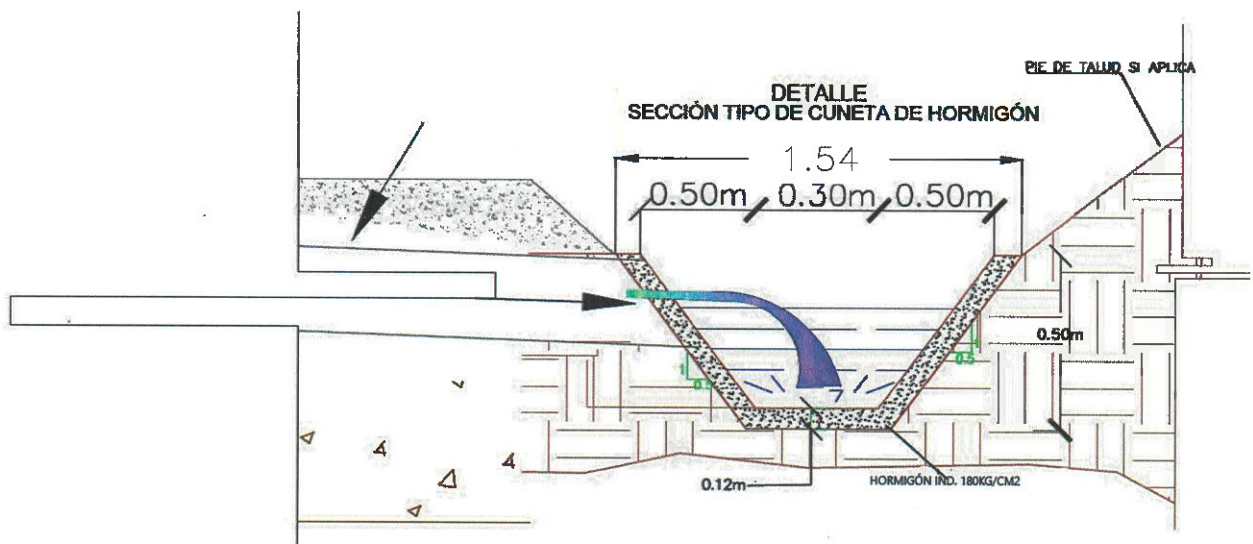 PIE DE TALUD SI APLICA
DETALLE
SECCIÓN TIPO DE CUNETA DE HORMIGÓN
1.54
0.50m 0.30m 0.50m
0.50m
1
0.5
1
0.5
0.12m
HORMIGÓN IND. 180KG/CM2